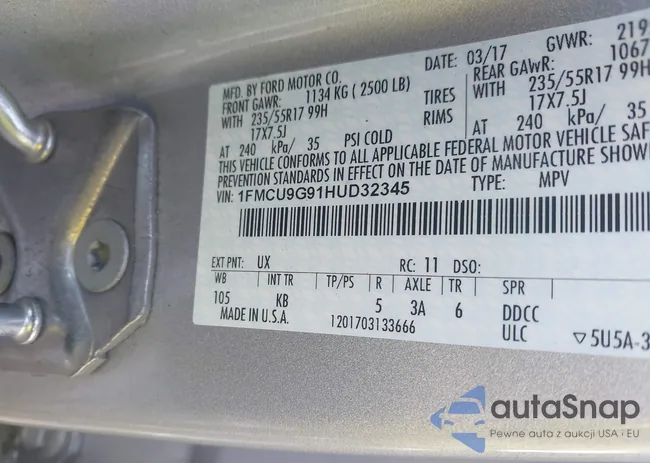 MFD. BY FORD MOTOR CO.
DATE: 03/17 GVWR: 219
FRONT GAWR: 1134 KG ( 2500 LB) REAR GAWR: 1067
WITH 235/55R17 99H TIRES WITH 235/55R17 99H
17X7.5J RIMS 17X7.5J
AT 240 kPa/ 35 PSI COLD AT 240 kPa/ 35
THIS VEHICLE CONFORMS TO ALL APPLICABLE FEDERAL MOTOR VEHICLE SAF
PREVENTION STANDARDS IN EFFECT ON THE DATE OF MANUFACTURE SHOW
VIN: 1FMCU9G91HUD32345 TYPE: MPV
EXT PNT: UX RC: 11 DSO:
WB INT TR TP/PS R AXLE TR SPR
105 KB 5 3A 6 DDCC
MADE IN U.S.A. 1201703133666 ULC ▽5U5A-3
autaSnap
Pewne auta z aukcji USA i EU